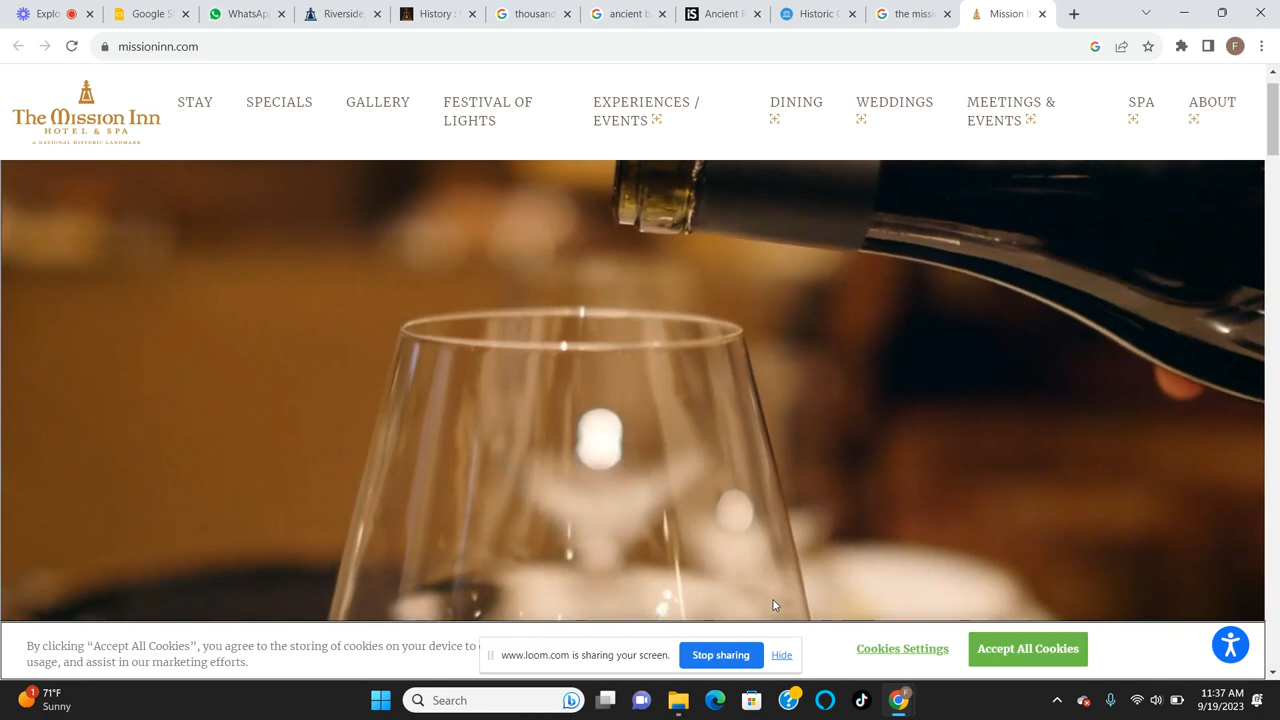 Explo
Google S
WhatsAp
Riverside,
History :
thousan
ancient s
Ancient R
Historic C
the missi
Mission I
missioninn.com
F
The Mission Inn
HOTEL & SPA
A NATIONAL HISTORIC LANDMARK
STAY
SPECIALS
GALLERY
FESTIVAL OF
LIGHTS
EXPERIENCES /
EVENTS
DINING
WEDDINGS
MEETINGS &
EVENTS
SPA
ABOUT
By clicking “Accept All Cookies”, you agree to the storing of cookies on your device to
usage, and assist in our marketing efforts.
www.loom.com is sharing your screen.
Stop sharing
Hide
Cookies Settings
Accept All Cookies
1
71°F
Sunny
Search
11:37 AM
9/19/2023